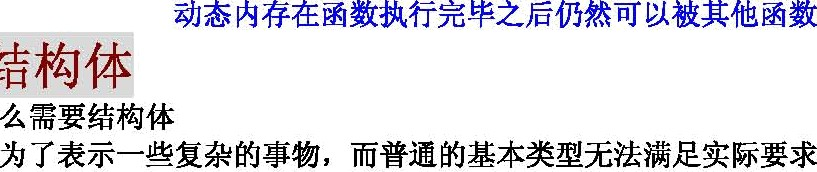 动态内存在函数执行完毕之后仍然可以被其他函数
结构体
么需要结构体
为了表示一些复杂的事物，而普通的基本类型无法满足实际要求